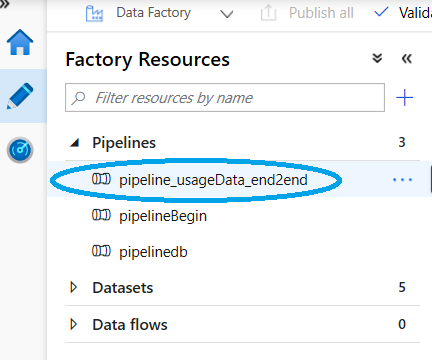 Data Factory Publish all Valida
Factory Resources
Filter resources by name
Pipelines 3
pipeline_usageData_end2end
pipelineBegin
pipelinedb
Datasets 5
Data flows 0